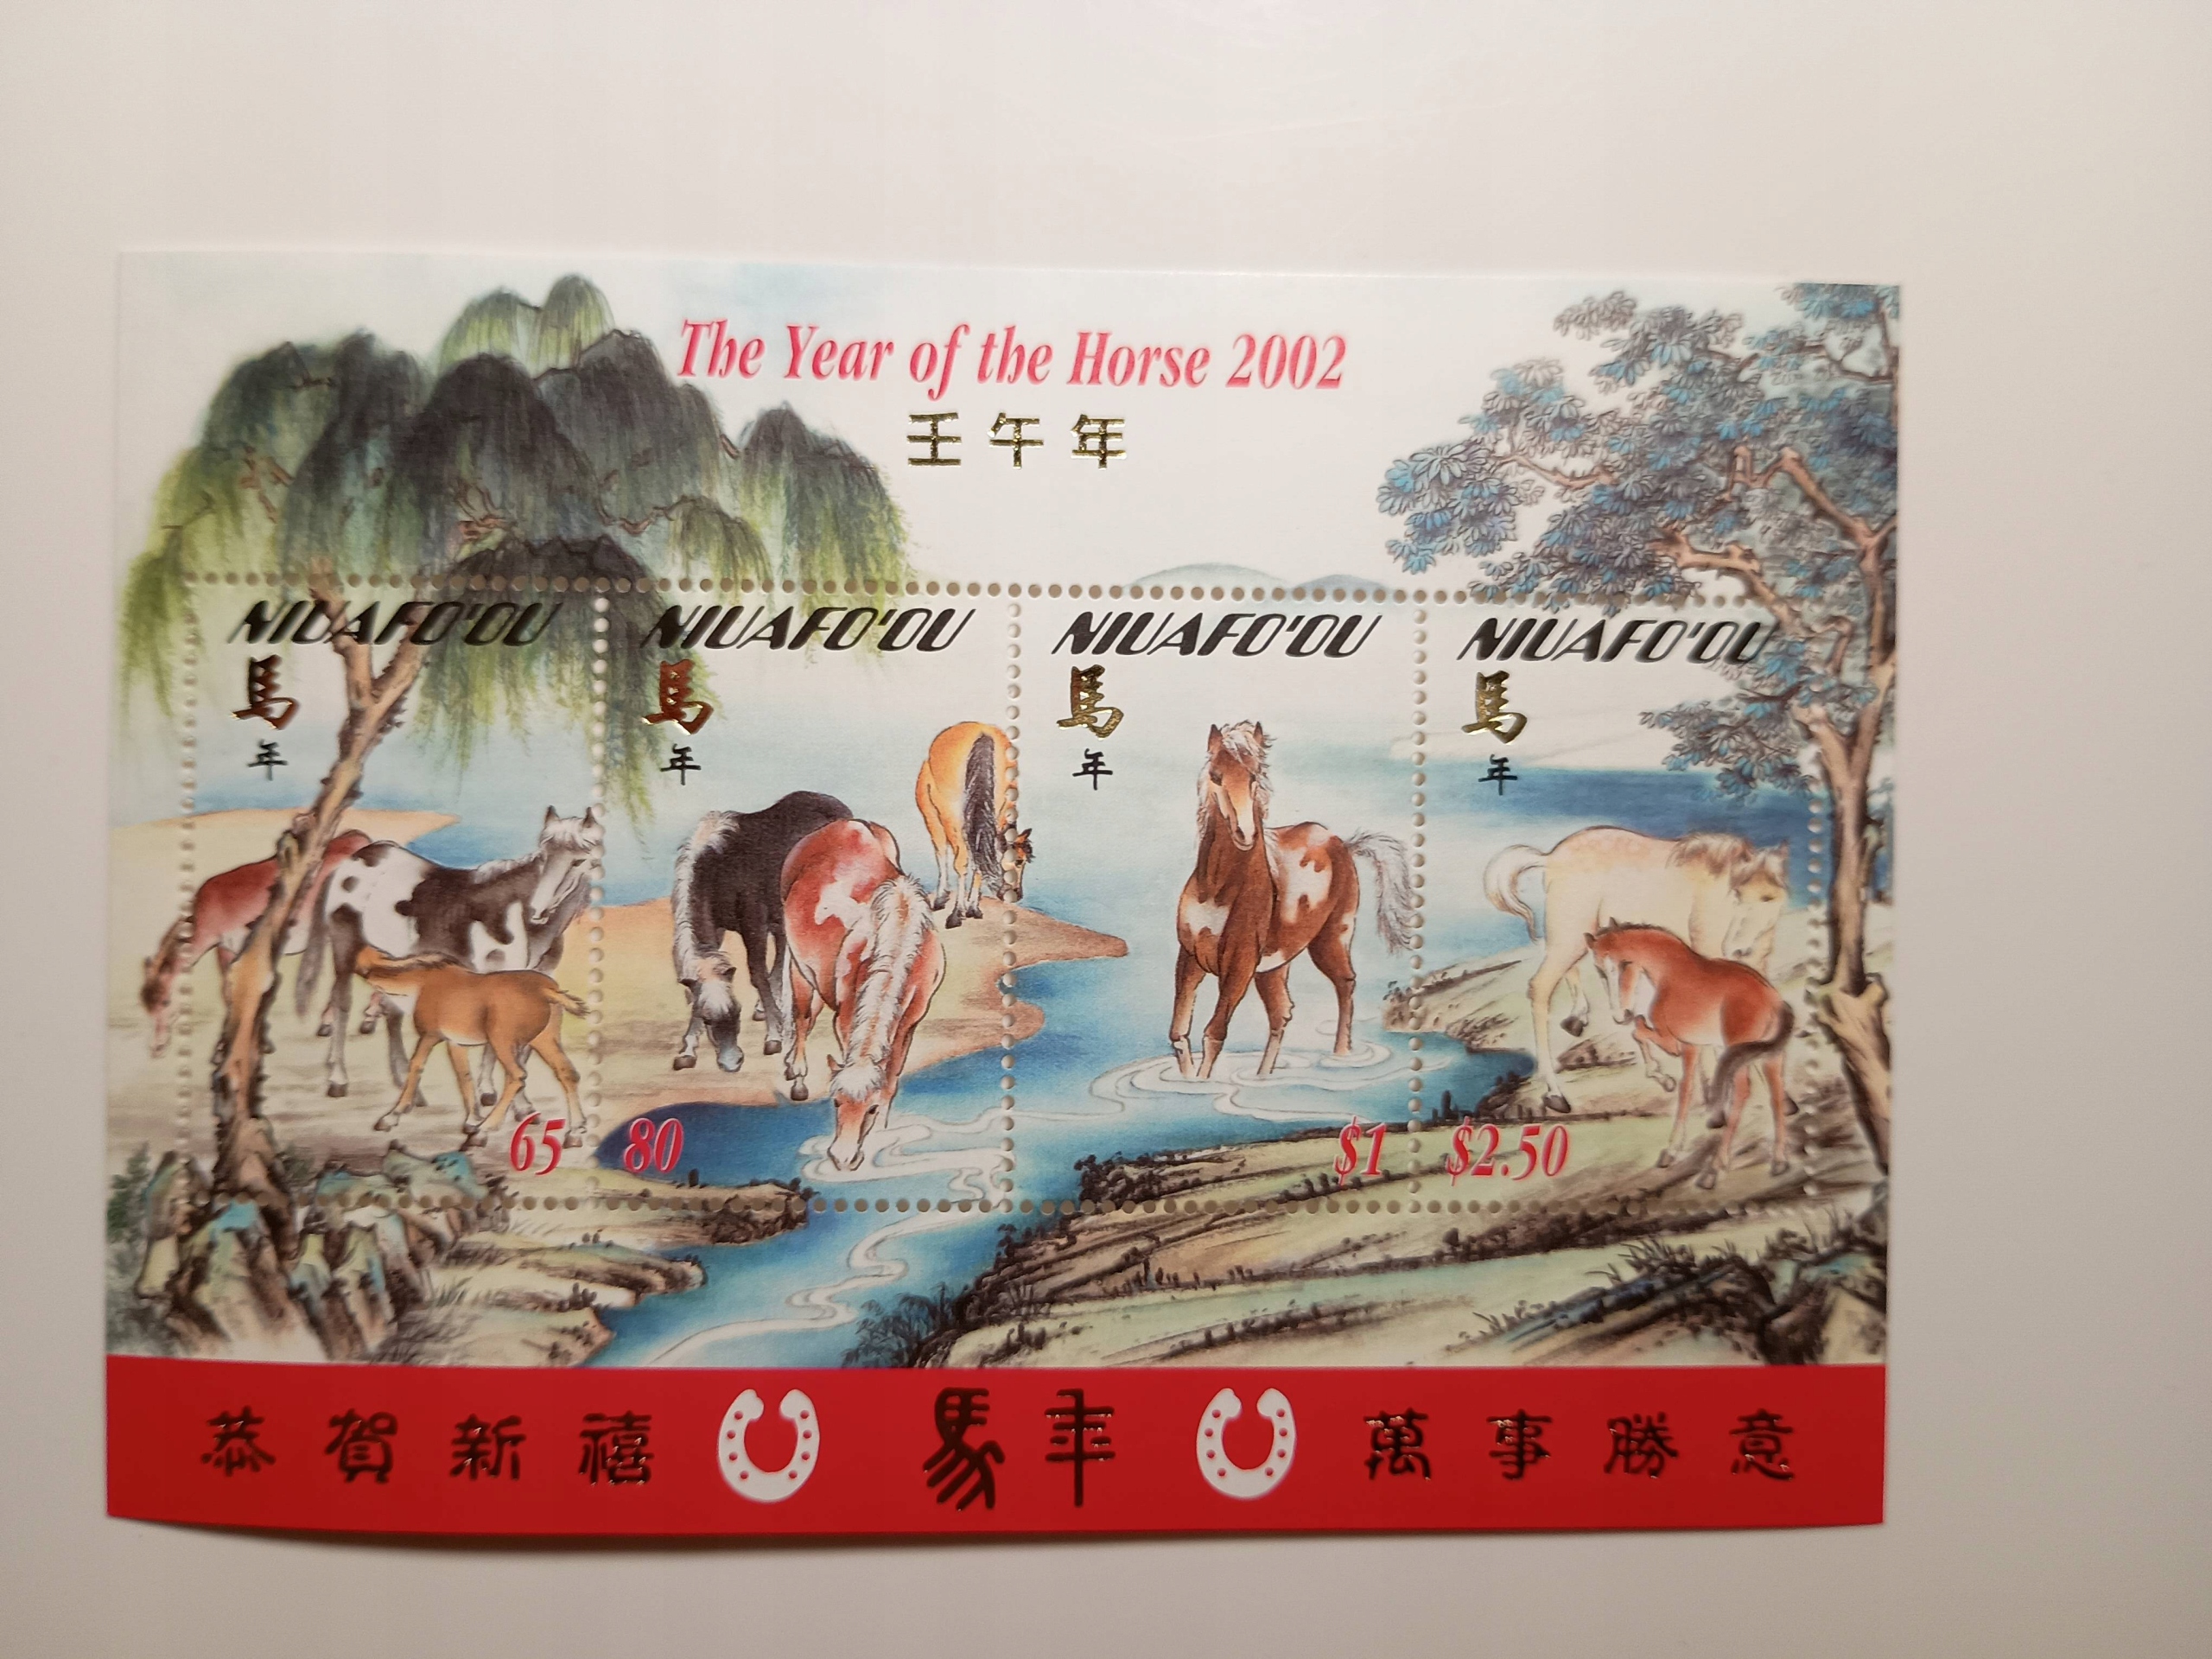 The Year of the Horse 2002
壬午年
NIUAFO'OU
馬
年
65
NIUAFO'OU
馬
年
80
NIUAFO'OU
馬
年
$1
NIUAFO'OU
馬
年
$2.50
恭賀新禧 馬年 萬事勝意